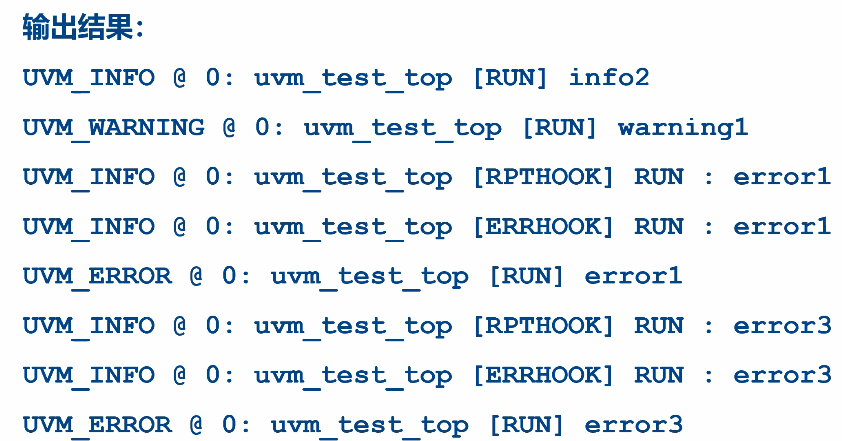 输出结果：
UVM_INFO @ 0: uvm_test_top [RUN] info2
UVM_WARNING @ 0: uvm_test_top [RUN] warning1
UVM_INFO @ 0: uvm_test_top [RPTHOOK] RUN : error1
UVM_INFO @ 0: uvm_test_top [ERRHOOK] RUN : error1
UVM_ERROR @ 0: uvm_test_top [RUN] error1
UVM_INFO @ 0: uvm_test_top [RPTHOOK] RUN : error3
UVM_INFO @ 0: uvm_test_top [ERRHOOK] RUN : error3
UVM_ERROR @ 0: uvm_test_top [RUN] error3